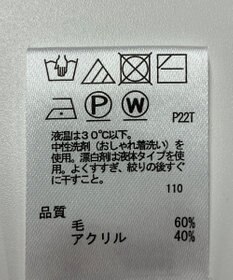 P
W
P22T
液温は30℃以下。
中性洗剤(おしゃれ着洗い)を
使用。漂白剤は液体タイプを使
用。よくすすぎ、絞りの後すぐ
に干すこと。
110
品質
毛 60%
アクリル 40%